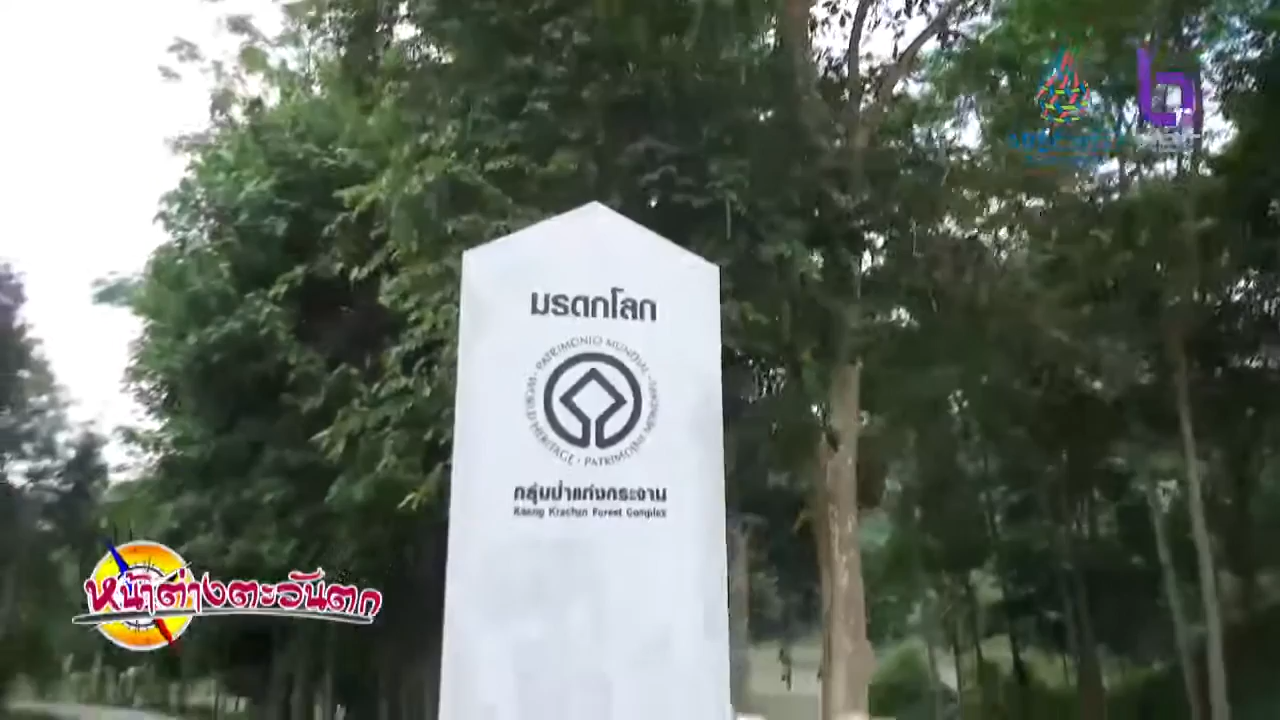 มรดกโลก
WORLD HERITAGE · PATRIMONIO MUNDIAL · PATRIMOINE MONDIAL
กลุ่มป่าแก่งกระจาน
Kaeng Krachan Forest Complex
หน้าต่างตะวันตก